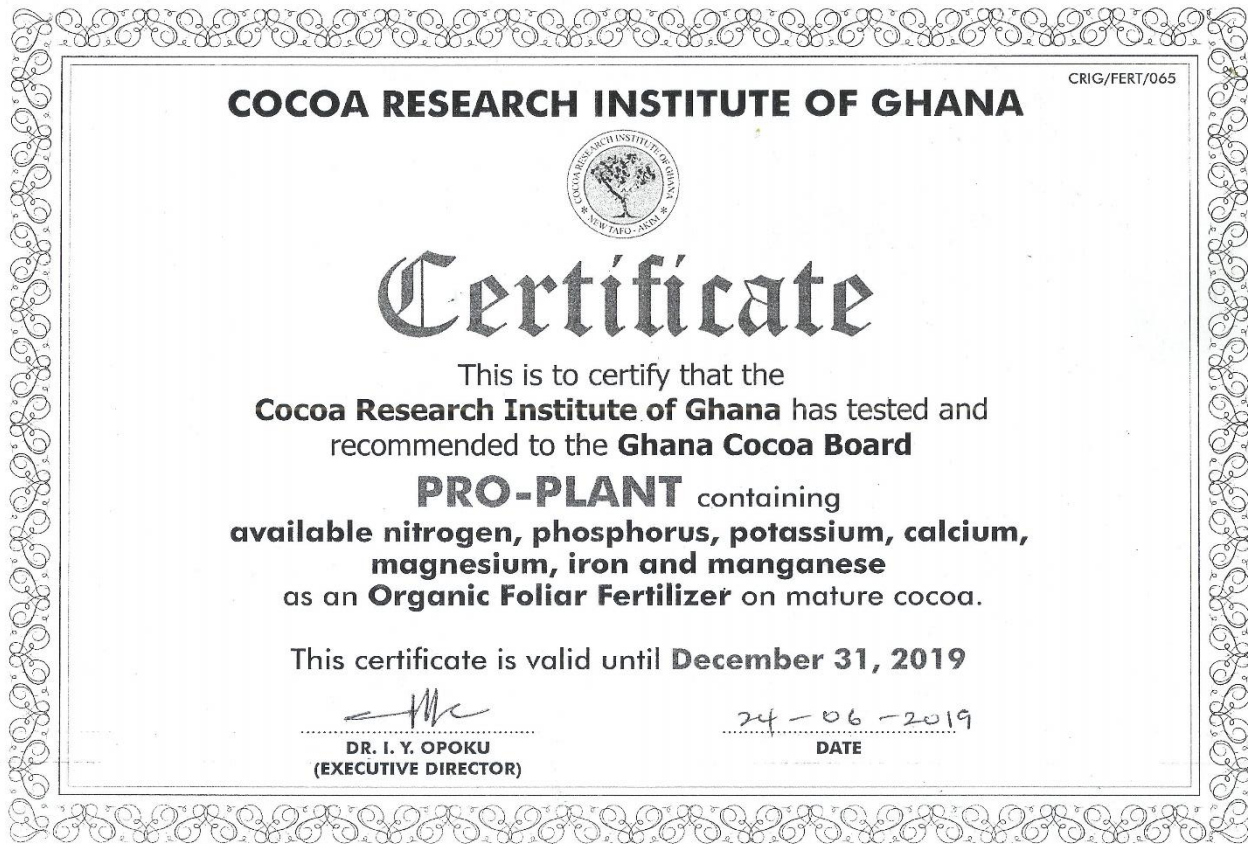 CRIG/FERT/065
COCOA RESEARCH INSTITUTE OF GHANA
COCOA RESEARCH INSTITUTE OF GHANA
* NEW TAFO - AKIM *
Certificate
This is to certify that the
Cocoa Research Institute of Ghana has tested and
recommended to the Ghana Cocoa Board
PRO-PLANT containing
available nitrogen, phosphorus, potassium, calcium,
magnesium, iron and manganese
as an Organic Foliar Fertilizer on mature cocoa.
This certificate is valid until December 31, 2019
24-06-2019
DR. I. Y. OPOKU
DATE
(EXECUTIVE DIRECTOR)